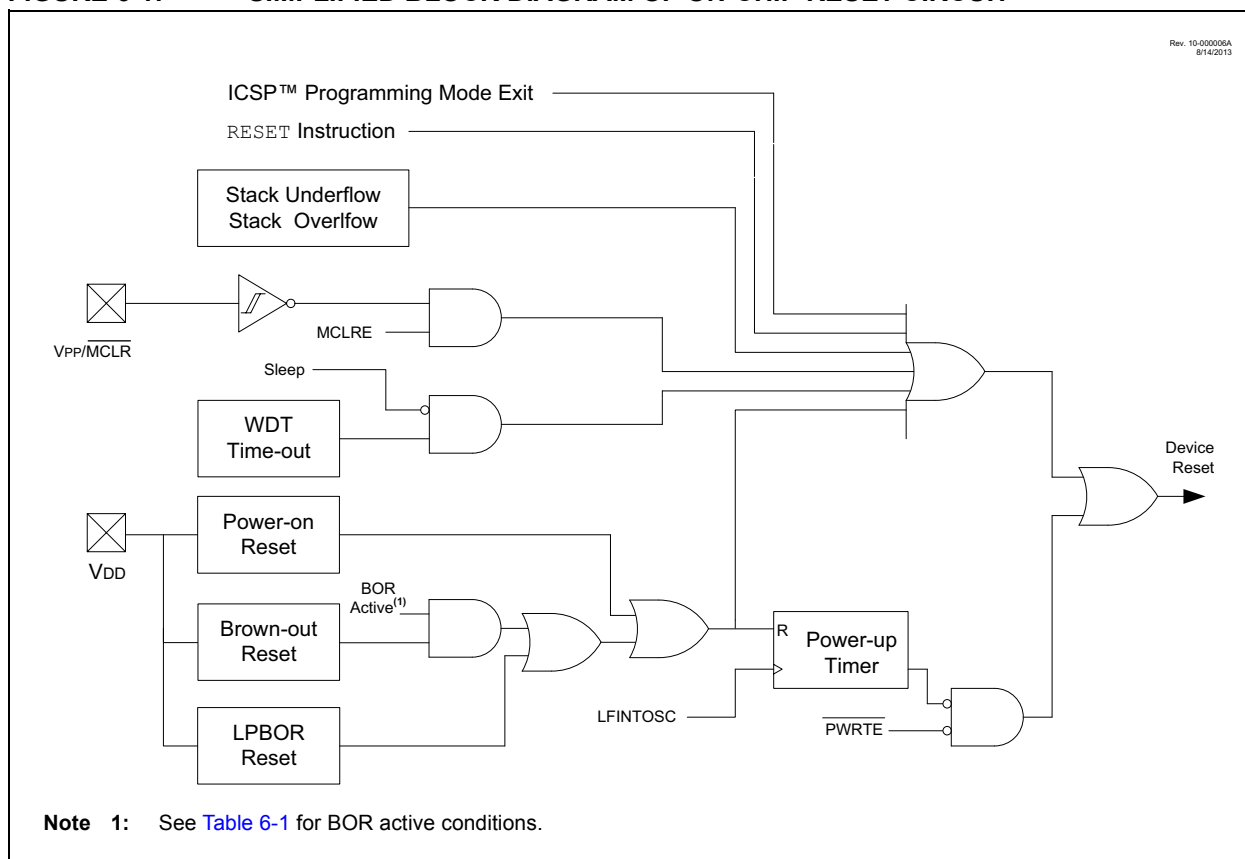 Rev. 10-000006A
8/14/2013
ICSP™ Programming Mode Exit
RESET Instruction
Stack Underflow
Stack Overlfow
VPP/MCLR
MCLRE
Sleep
WDT
Time-out
Device
Reset
VDD
Power-on
Reset
BOR
Active(1)
Brown-out
Reset
R
Power-up
Timer
LFINTOSC
PWRTE
LPBOR
Reset
Note 1: See Table 6-1 for BOR active conditions.